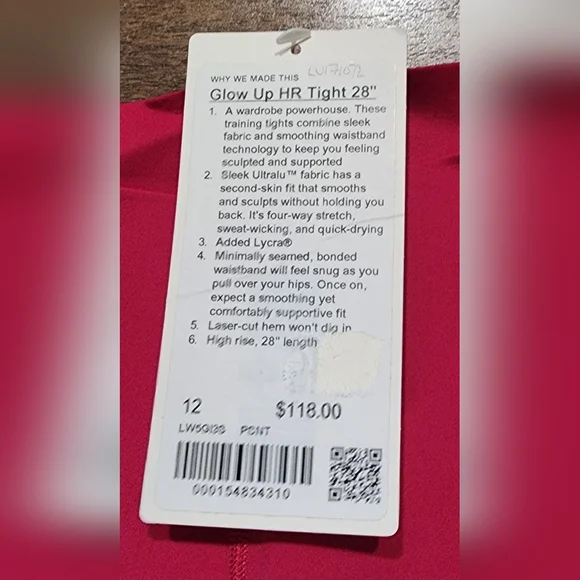 WHY WE MADE THIS
Glow Up HR Tight 28"
1. A wardrobe powerhouse. These
training tights combine sleek
fabric and smoothing waistband
technology to keep you feeling
sculpted and supported
2. Sleek Ultralu™ fabric has a
second-skin fit that smooths
and sculpts without holding you
back. It's four-way stretch,
sweat-wicking, and quick-drying
3. Added Lycra®
4. Minimally seamed, bonded
waistband will feel snug as you
pull over your hips. Once on,
expect a smoothing yet
comfortably supportive fit
5. Laser-cut hem won't dig in
6. High rise, 28" length
12 $118.00
LW5GI3S PCNT
000154834310